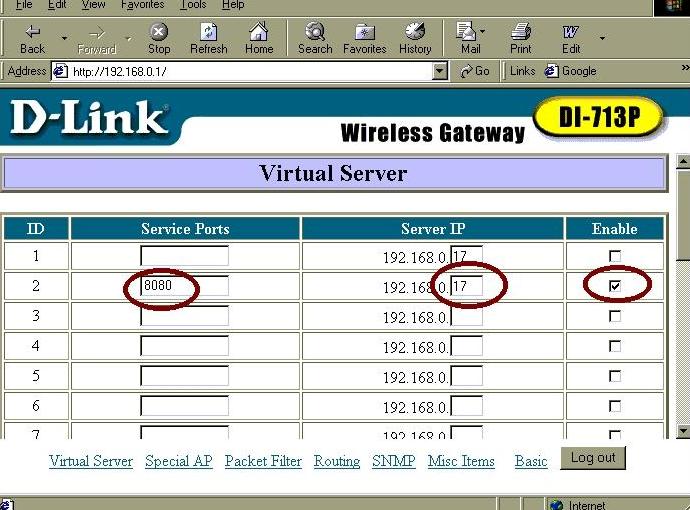 File Edit View Favorites Tools Help
Back Forward Stop Refresh Home Search Favorites History Mail Print Edit
Address http://192.168.0.1/ Go Links Google »
D-Link
Wireless Gateway DI-713P
Virtual Server
ID Service Ports Server IP Enable
1 192.168.0. 17
2 8080 192.168.0. 17
3 192.168.0.
4 192.168.0.
5 192.168.0.
6 192.168.0.
7 192.168.0.
Virtual Server Special AP Packet Filter Routing SNMP Misc Items Basic Log out
Internet